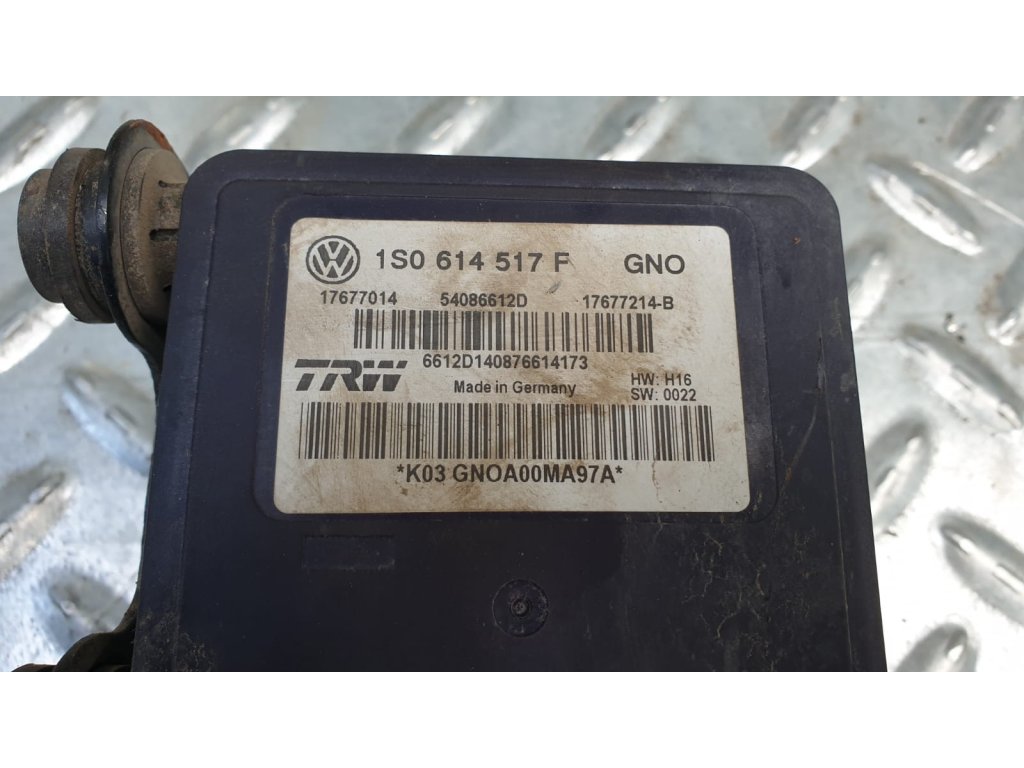 1S0 614 517 F GNO
17677014 54086612D 17677214-B
6612D140876614173
TRW Made in Germany HW: H16
SW: 0022
*K03 GNOA00MA97A*